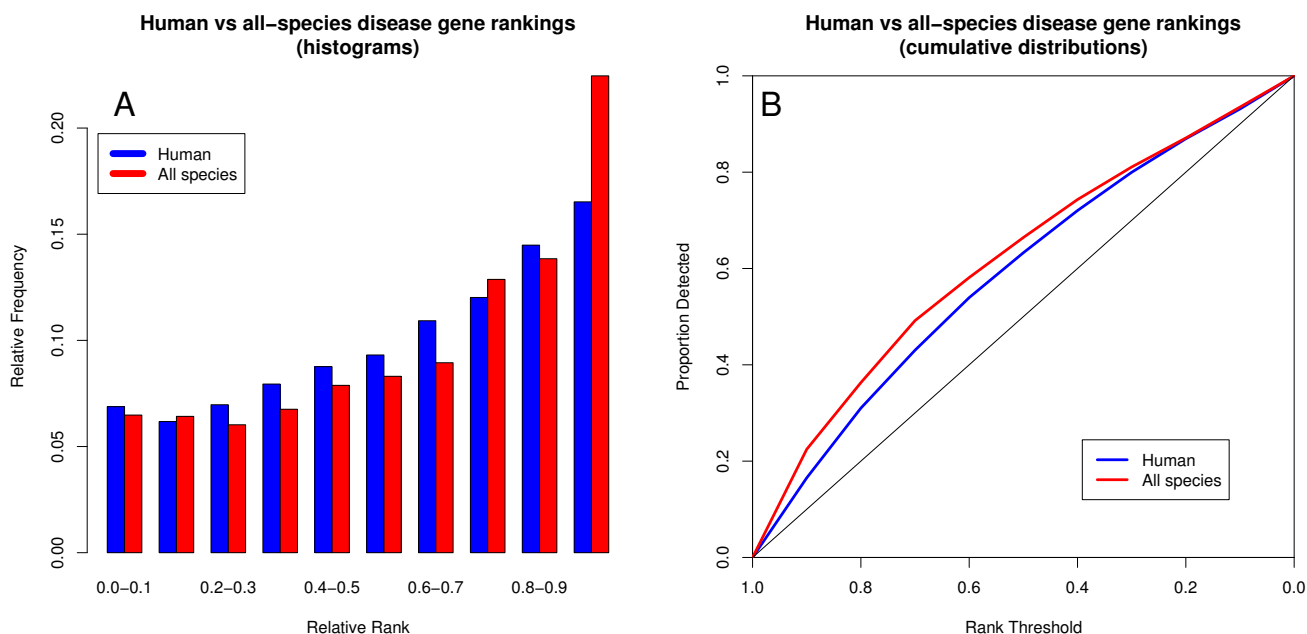 Human vs all−species disease gene rankings
(histograms)
A
Human
All species
Relative Frequency
0.20
0.15
0.10
0.05
0.00
0.0−0.1 0.2−0.3 0.4−0.5 0.6−0.7 0.8−0.9
Relative Rank
Human vs all−species disease gene rankings
(cumulative distributions)
B
Proportion Detected
1.0
0.8
0.6
0.4
0.2
0.0
Human
All species
1.0 0.8 0.6 0.4 0.2 0.0
Rank Threshold